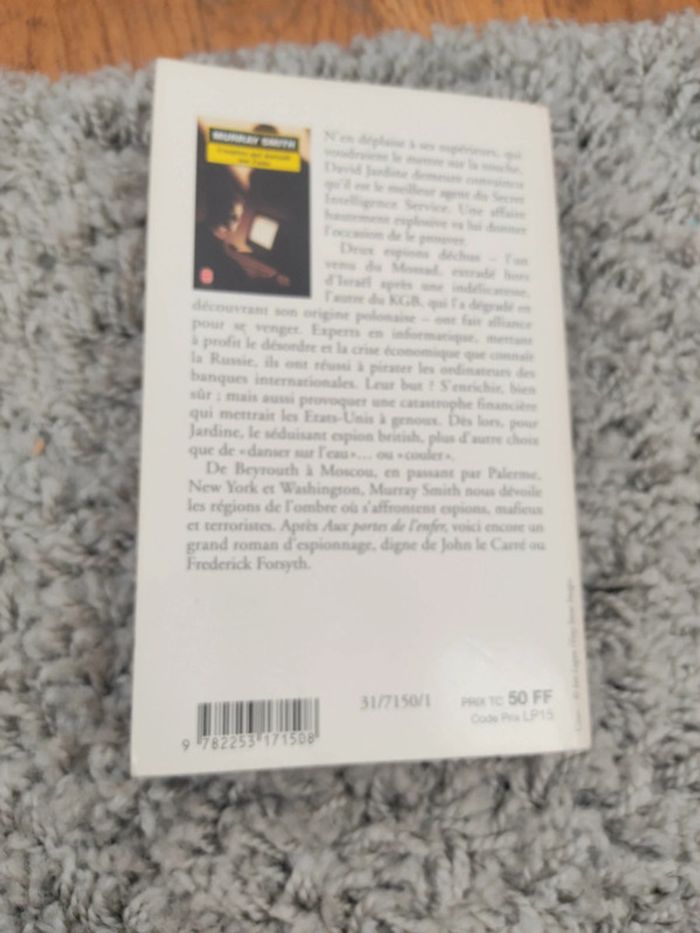 MURRAY SMITH
L'espion qui dansait
sur l'eau
N'en déplaise à ses supérieurs, qui
voudraient le mettre sur la touche,
David Jardine demeure convaincu
qu'il est le meilleur agent du Secret
Intelligence Service. Une affaire
hautement explosive va lui donner
l'occasion de le prouver.
Deux espions déchus – l'un
venu du Mossad, extradé hors
d'Israël après une indélicatesse,
l'autre du KGB, qui l'a dégradé en
découvrant son origine polonaise – ont fait alliance
pour se venger. Experts en informatique, mettant
à profit le désordre et la crise économique que connaît
la Russie, ils ont réussi à pirater les ordinateurs des
banques internationales. Leur but ? S'enrichir, bien
sûr ; mais aussi provoquer une catastrophe financière
qui mettrait les Etats-Unis à genoux. Dès lors, pour
Jardine, le séduisant espion british, plus d'autre choix
que de «danser sur l'eau»... ou «couler».
De Beyrouth à Moscou, en passant par Palerme,
New York et Washington, Murray Smith nous dévoile
les régions de l'ombre où s'affrontent espions, mafieux
et terroristes. Après Aux portes de l'enfer, voici encore un
grand roman d'espionnage, digne de John le Carré ou
Frederick Forsyth.
31/7150/1
PRIX TC 50 FF
Code Prix LP15
9 782253 171508